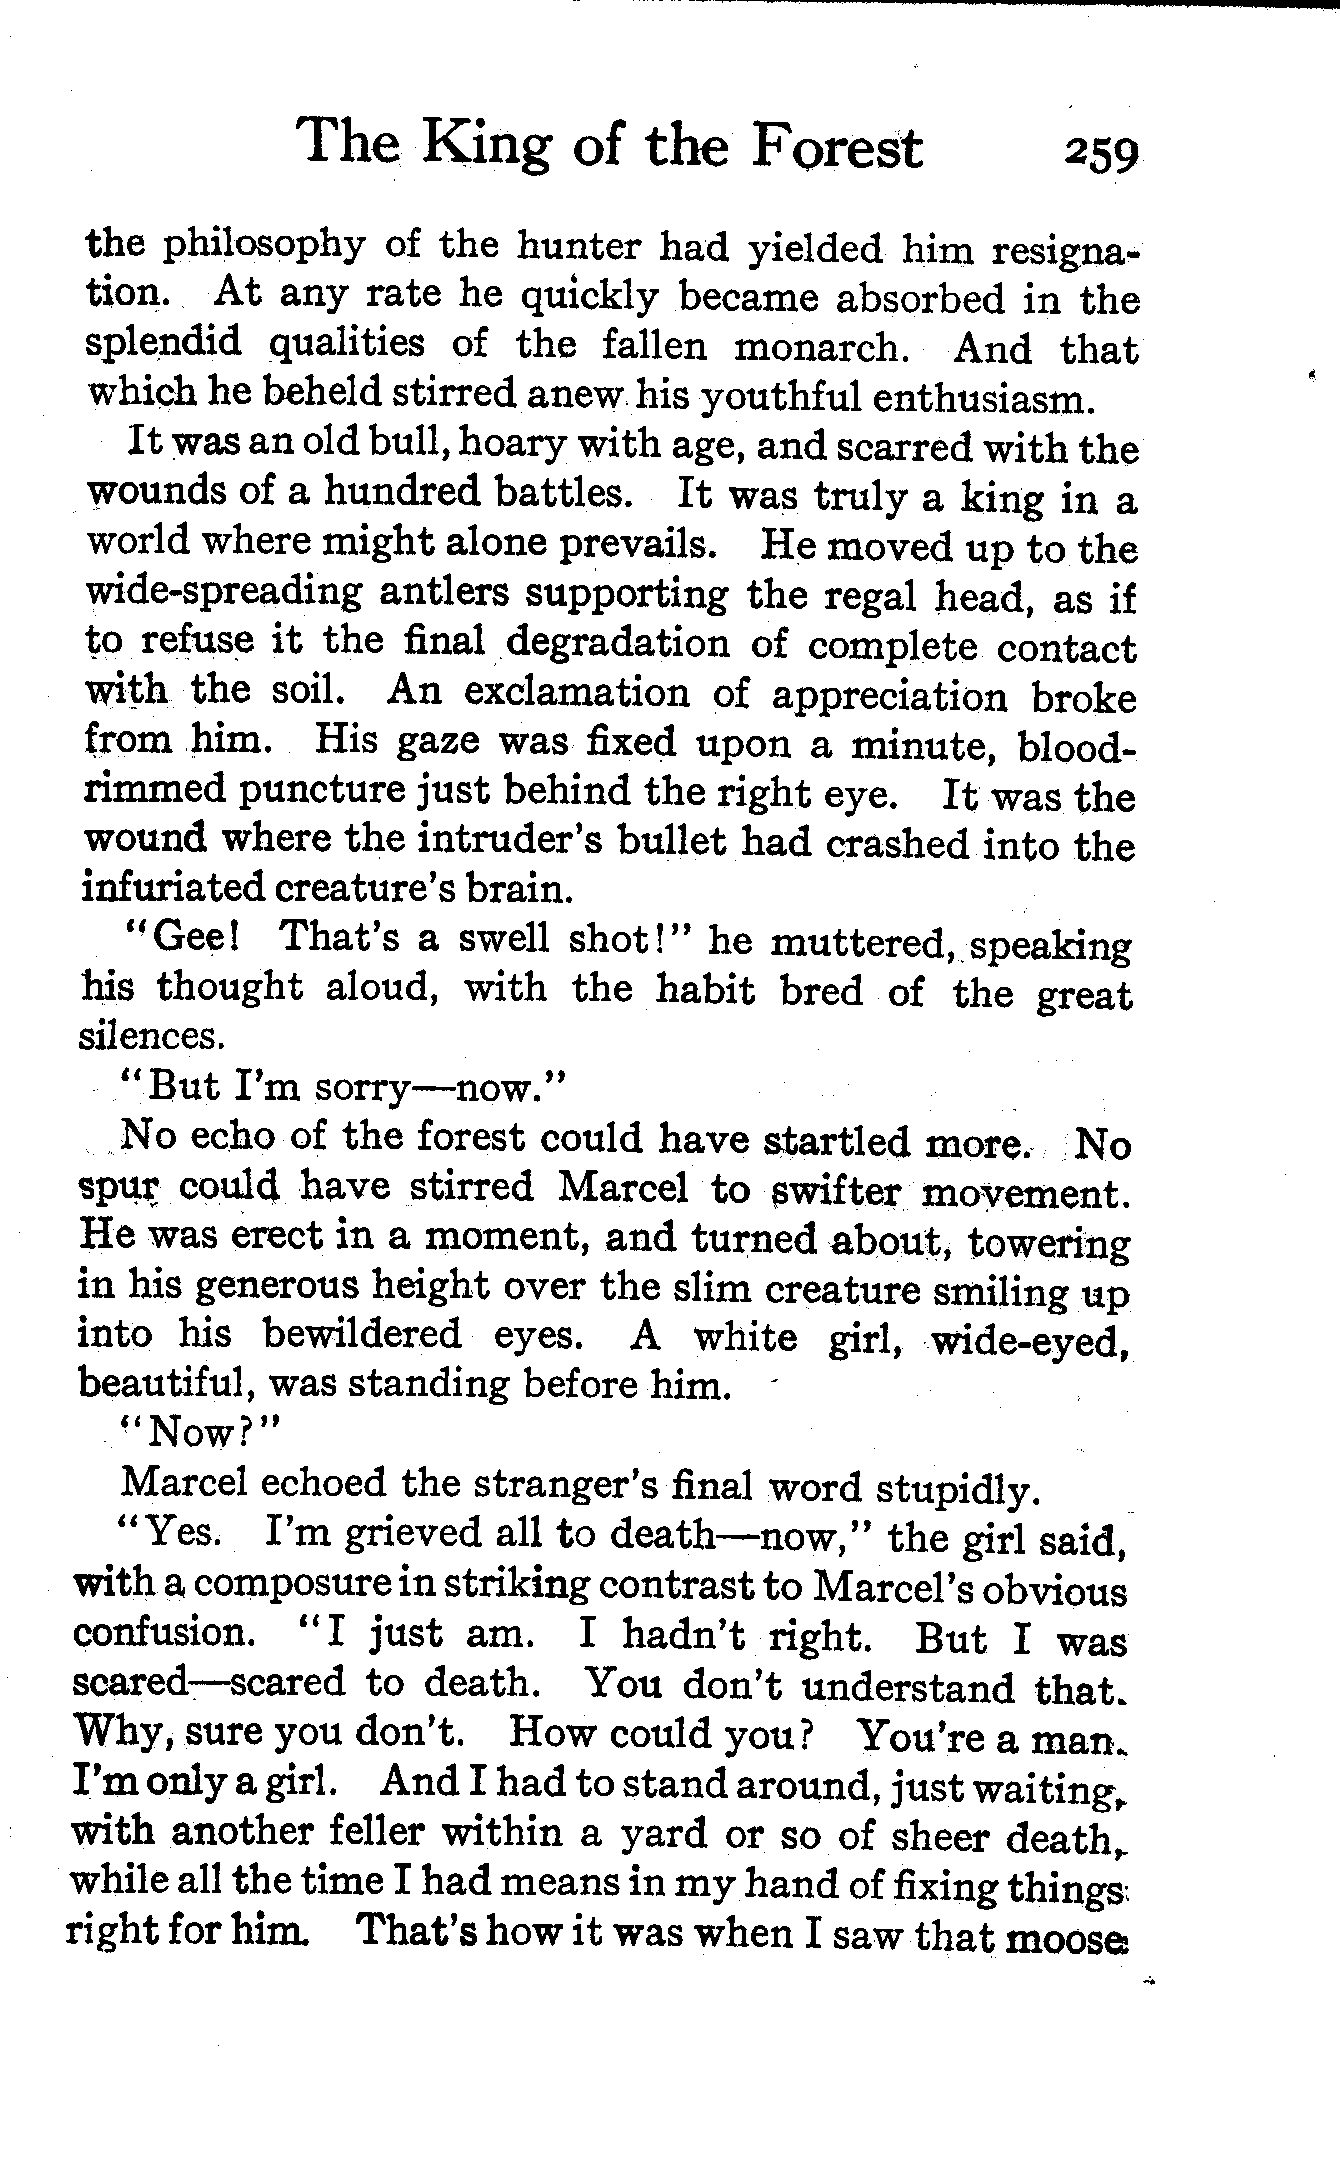 The King of the Forest 259
the philosophy of the hunter had yielded him resigna-
tion. At any rate he quickly became absorbed in the
splendid qualities of the fallen monarch. And that
which he beheld stirred anew his youthful enthusiasm.
It was an old bull, hoary with age, and scarred with the
wounds of a hundred battles. It was truly a king in a
world where might alone prevails. He moved up to the
wide-spreading antlers supporting the regal head, as if
to refuse it the final degradation of complete contact
with the soil. An exclamation of appreciation broke
from him. His gaze was fixed upon a minute, blood-
rimmed puncture just behind the right eye. It was the
wound where the intruder's bullet had crashed into the
infuriated creature's brain.
"Gee! That's a swell shot!" he muttered, speaking
his thought aloud, with the habit bred of the great
silences.
"But I'm sorry—now."
No echo of the forest could have startled more. No
spur could have stirred Marcel to swifter movement.
He was erect in a moment, and turned about, towering
in his generous height over the slim creature smiling up
into his bewildered eyes. A white girl, wide-eyed,
beautiful, was standing before him.
"Now?"
Marcel echoed the stranger's final word stupidly.
"Yes. I'm grieved all to death—now," the girl said,
with a composure in striking contrast to Marcel's obvious
confusion. "I just am. I hadn't right. But I was
scared—scared to death. You don't understand that.
Why, sure you don't. How could you? You're a man.
I'm only a girl. And I had to stand around, just waiting,
with another feller within a yard or so of sheer death,
while all the time I had means in my hand of fixing things
right for him. That's how it was when I saw that moose